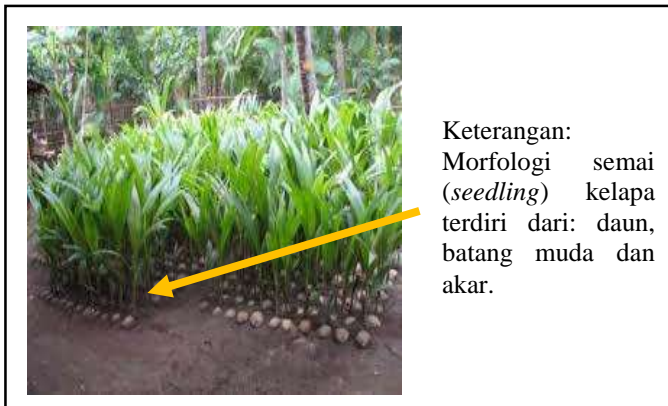 Keterangan:
Morfologi semai
(seedling) kelapa
terdiri dari: daun,
batang muda dan
akar.